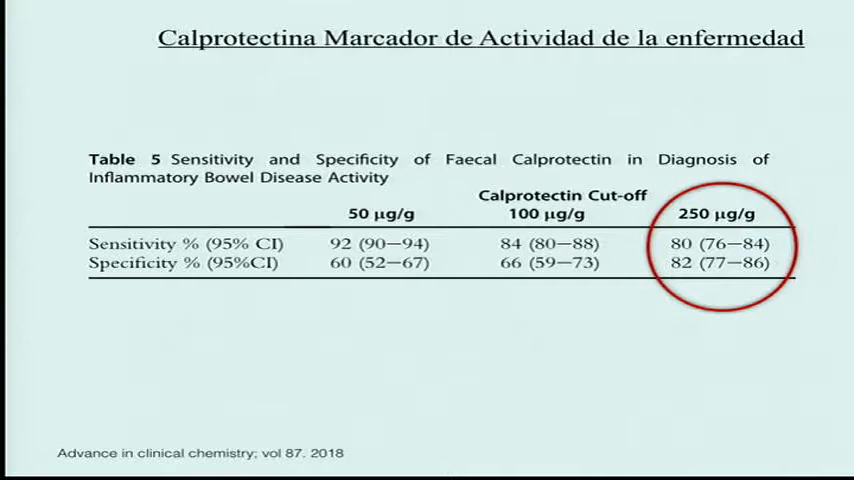 Calprotectina Marcador de Actividad de la enfermedad
Table 5 Sensitivity and Specificity of Faecal Calprotectin in Diagnosis of
Inflammatory Bowel Disease Activity
Calprotectin Cut-off
50 µg/g 100 µg/g 250 µg/g
Sensitivity % (95% CI) 92 (90–94) 84 (80–88) 80 (76–84)
Specificity % (95%CI) 60 (52–67) 66 (59–73) 82 (77–86)
Advance in clinical chemistry; vol 87. 2018